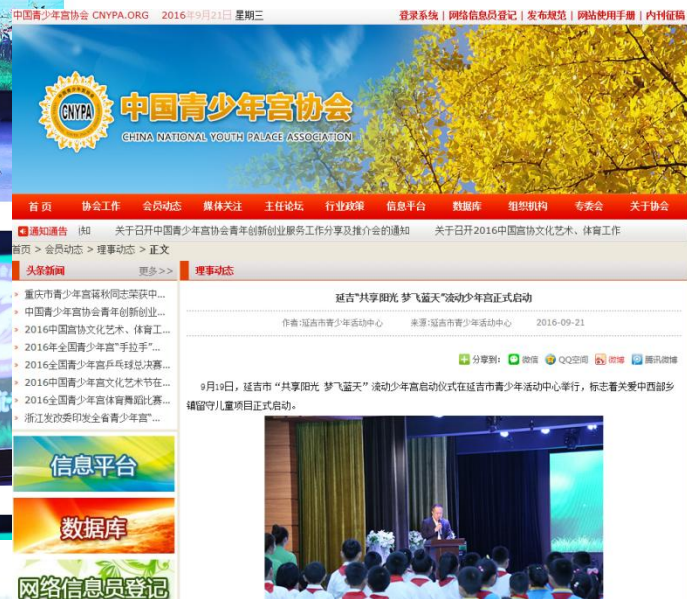 中国青少年宫协会 CNYPA.ORG 2016年9月21日 星期三
登录系统 | 网络信息员登记 | 发布规范 | 网站使用手册 | 内刊征稿
CNYPA
中国青少年宫协会
CHINA NATIONAL YOUTH PALACE ASSOCIATION
首页 协会工作 会员动态 媒体关注 主任论坛 行业政策 信息平台 数据库 组织机构 专委会 关于协会
通知通告 知 关于召开中国青少年宫协会青年创新创业服务工作分享及推介会的通知 关于召开2016中国宫协文化艺术、体育工作
首页 > 会员动态 > 理事动态 > 正文
头条新闻 更多>>
重庆市青少年宫蒋秋同志荣获中...
中国青少年宫协会青年创新创业...
2016中国宫协文化艺术、体育工...
2016年全国青少年宫"手拉手"...
2016全国青少年宫乒乓球总决赛...
2016中国青少年宫文化艺术节在...
2016全国青少年宫体育舞蹈比赛...
浙江发改委印发全省青少年宫"...
信息平台
数据库
网络信息员登记
理事动态
延吉"共享阳光 梦飞蓝天"流动少年宫正式启动
作者:延吉市青少年活动中心 来源:延吉市青少年活动中心 2016-09-21
分享到: 微信 QQ空间 微博 腾讯微博
9月19日，延吉市“共享阳光 梦飞蓝天”流动少年宫启动仪式在延吉市青少年活动中心举行，标志着关爱中西部乡
镇留守儿童项目正式启动。